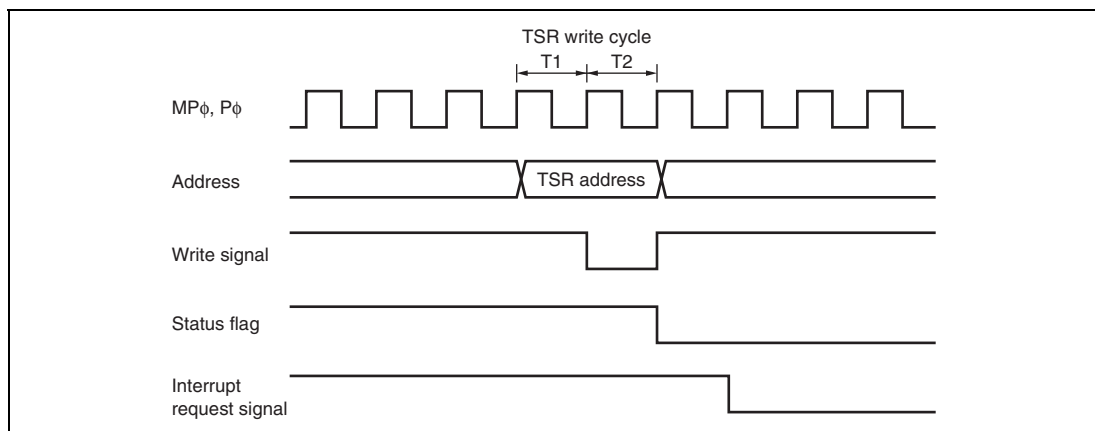 TSR write cycle
T1 T2
MPϕ, Pϕ
Address
TSR address
Write signal
Status flag
Interrupt
request signal